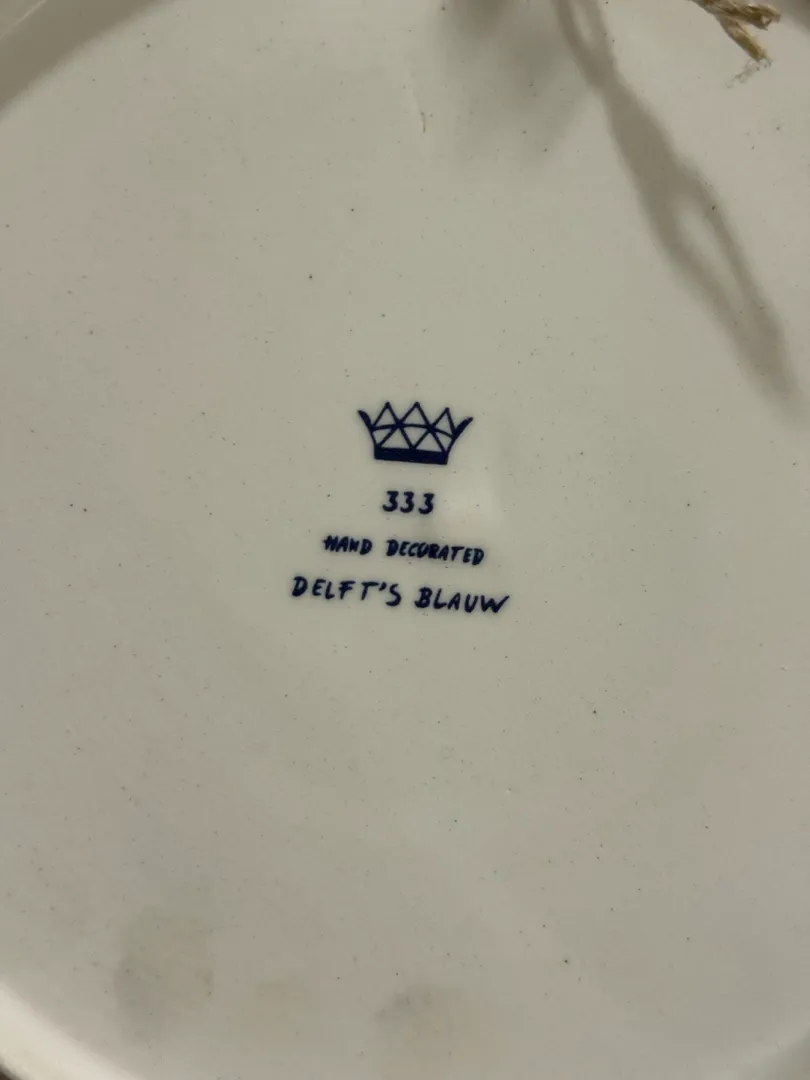 333
HAND DECORATED
DELFT'S BLAUW